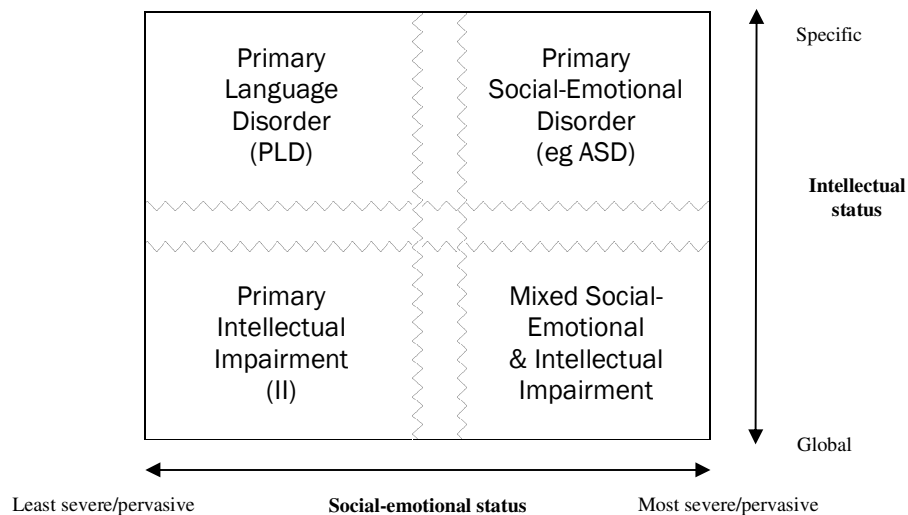 Primary
Language
Disorder
(PLD)
Primary
Social-Emotional
Disorder
(eg ASD)
Specific
Intellectual
status
Primary
Intellectual
Impairment
(II)
Mixed Social-
Emotional
& Intellectual
Impairment
Global
Least severe/pervasive
Social-emotional status
Most severe/pervasive